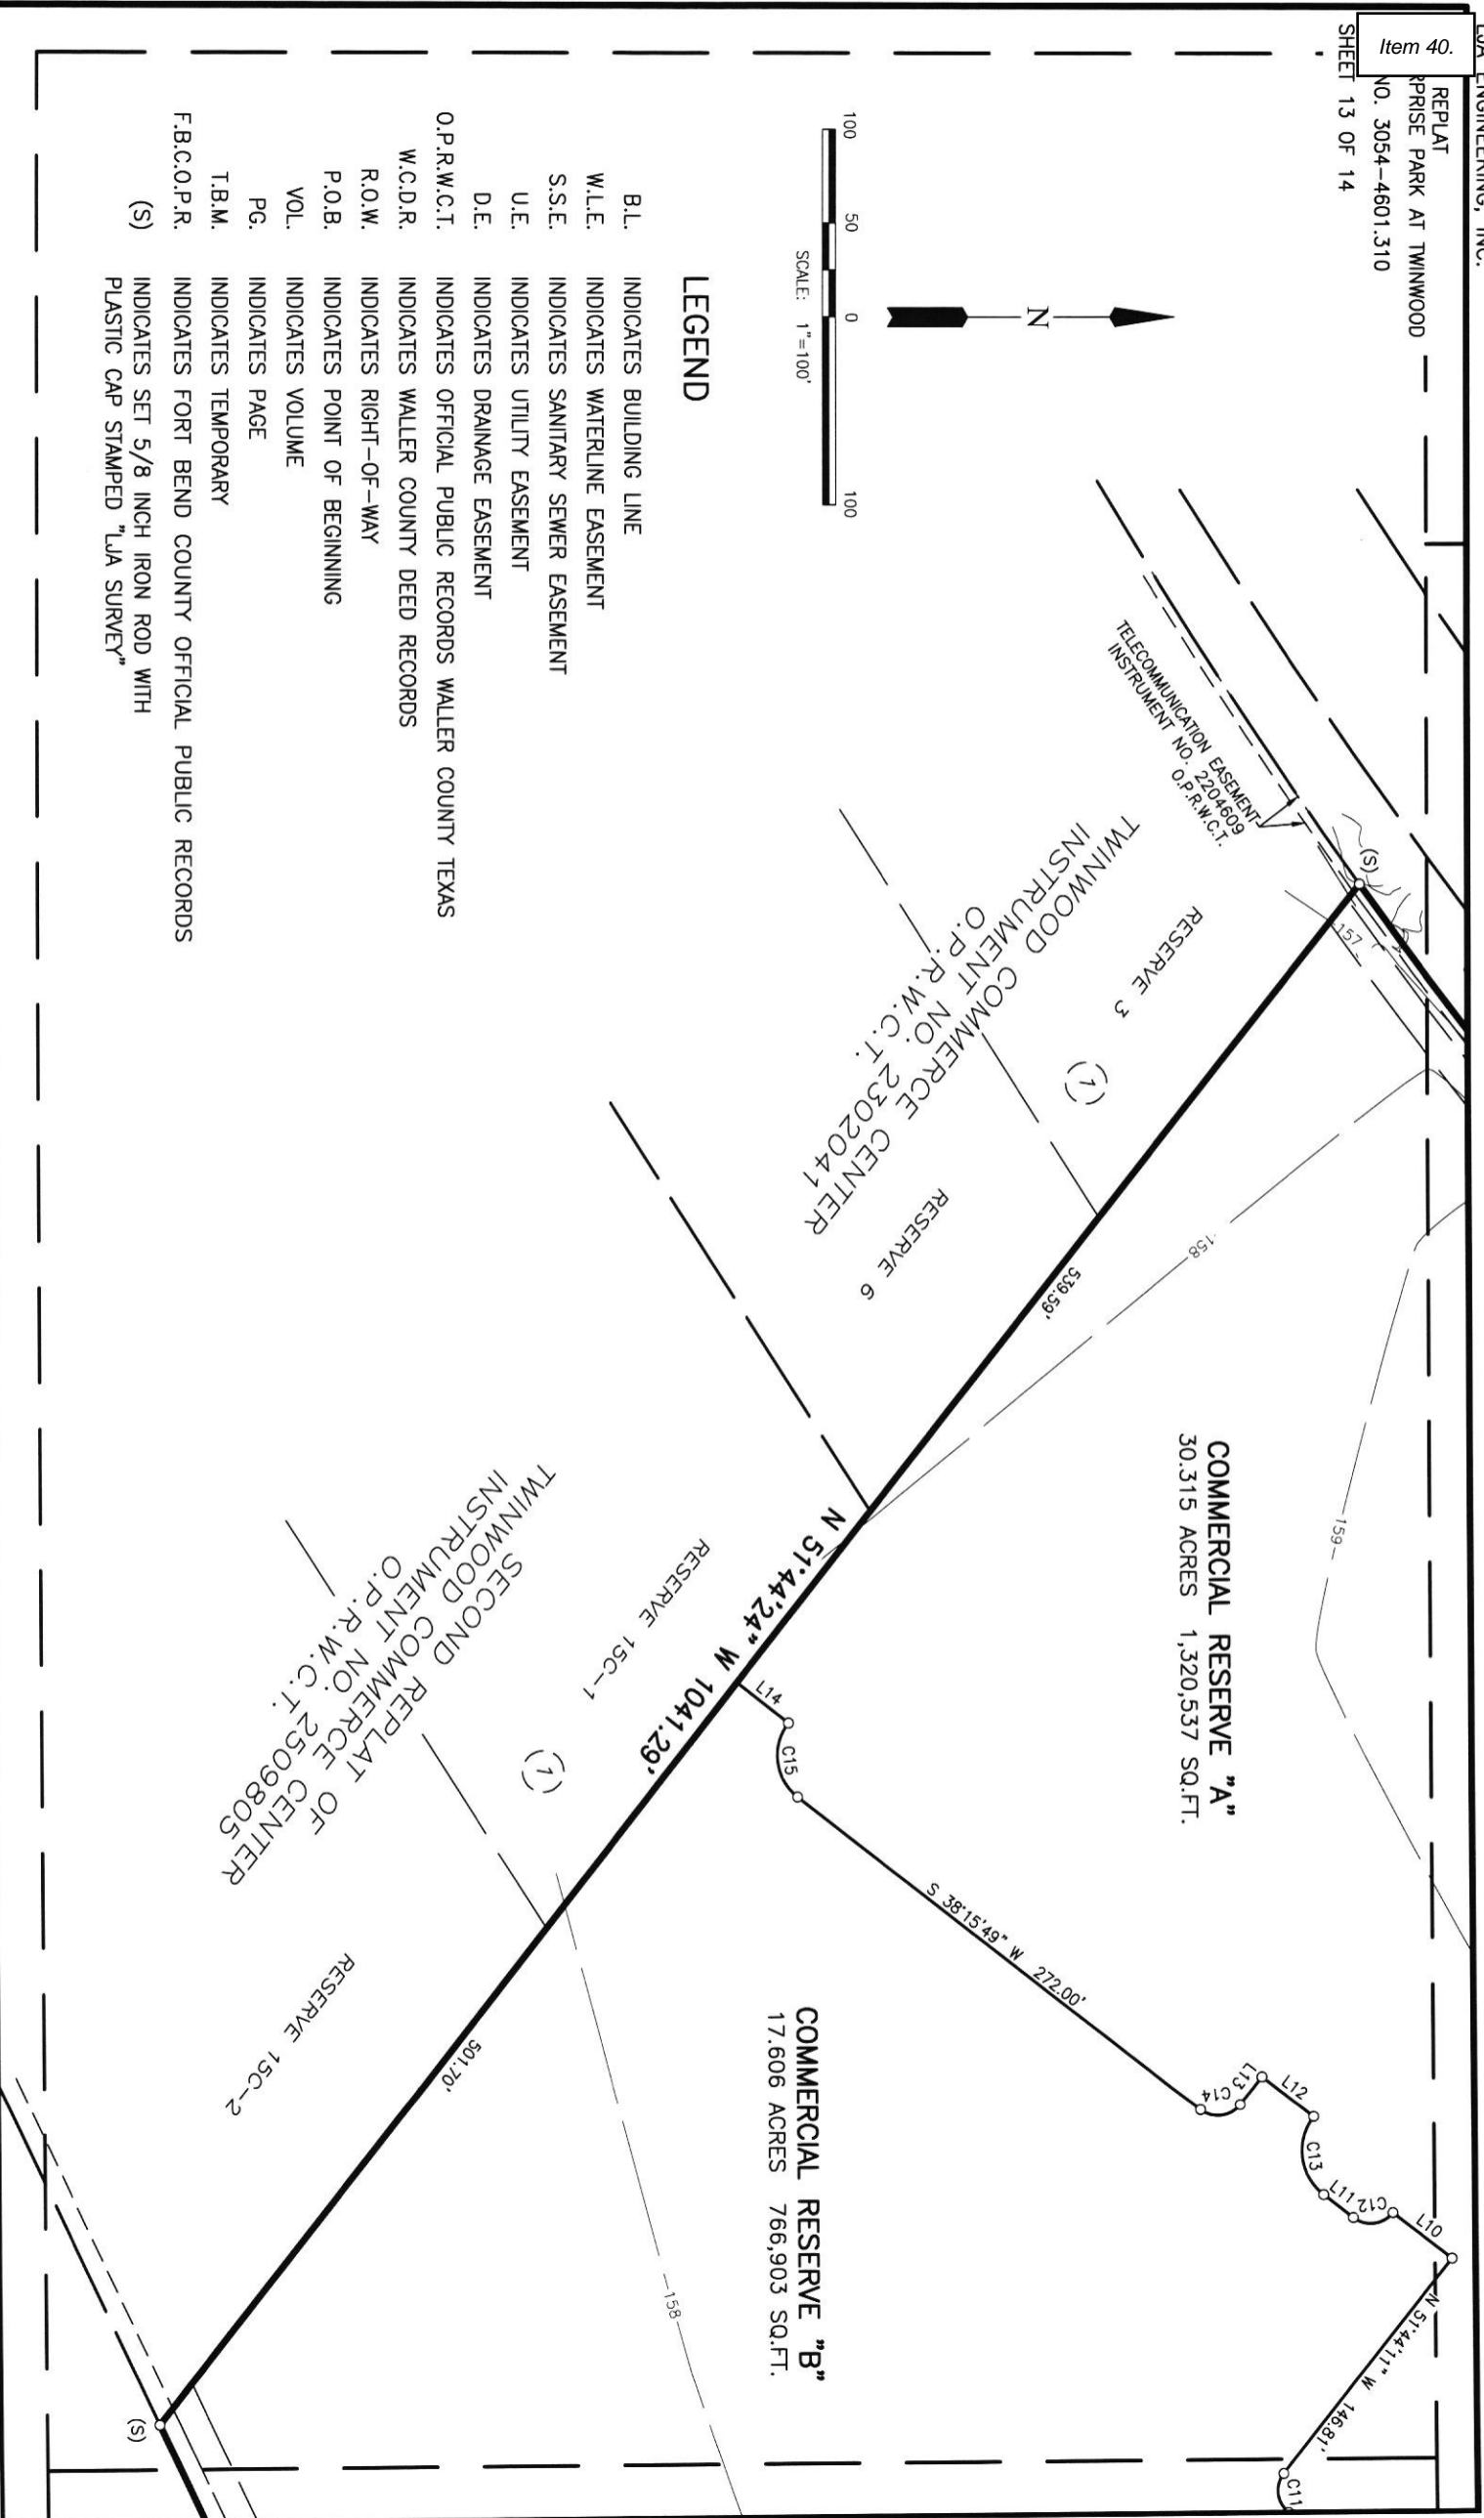 Item 40.
REPLAT
RPRISE PARK AT TWINWOOD
NO. 3054-4601.310
SHEET 13 OF 14
100 50 0 100
SCALE: 1"=100'
N
LEGEND
B.L. INDICATES BUILDING LINE
W.L.E. INDICATES WATERLINE EASEMENT
S.S.E. INDICATES SANITARY SEWER EASEMENT
U.E. INDICATES UTILITY EASEMENT
D.E. INDICATES DRAINAGE EASEMENT
O.P.R.W.C.T. INDICATES OFFICIAL PUBLIC RECORDS WALLER COUNTY TEXAS
W.C.D.R. INDICATES WALLER COUNTY DEED RECORDS
R.O.W. INDICATES RIGHT-OF-WAY
P.O.B. INDICATES POINT OF BEGINNING
VOL. INDICATES VOLUME
PG. INDICATES PAGE
T.B.M. INDICATES TEMPORARY
F.B.C.O.P.R. INDICATES FORT BEND COUNTY OFFICIAL PUBLIC RECORDS
(S) INDICATES SET 5/8 INCH IRON ROD WITH
PLASTIC CAP STAMPED "LJA SURVEY"
TELECOMMUNICATION EASEMENT
INSTRUMENT NO. 2204609
O.P.R.W.C.T.
(S)
157
RESERVE 3
(1)
TWINWOOD COMMERCE CENTER
INSTRUMENT NO. 2302041
O.P.R.W.C.T.
RESERVE 6
158
539.59'
159
COMMERCIAL RESERVE "A"
30.315 ACRES 1,320,537 SQ.FT.
N 51°44'24" W 1041.29'
RESERVE 15C-1
(1)
SECOND REPLAT OF
TWINWOOD COMMERCE CENTER
INSTRUMENT NO. 2509805
O.P.R.W.C.T.
RESERVE 15C-2
501.70'
L14
C15
S 38°15'49" W 272.00'
C14
L13
L12
C13
L11
C12
L10
N 51°44'11" W 146.81'
C11
COMMERCIAL RESERVE "B"
17.606 ACRES 766,903 SQ.FT.
158
(S)